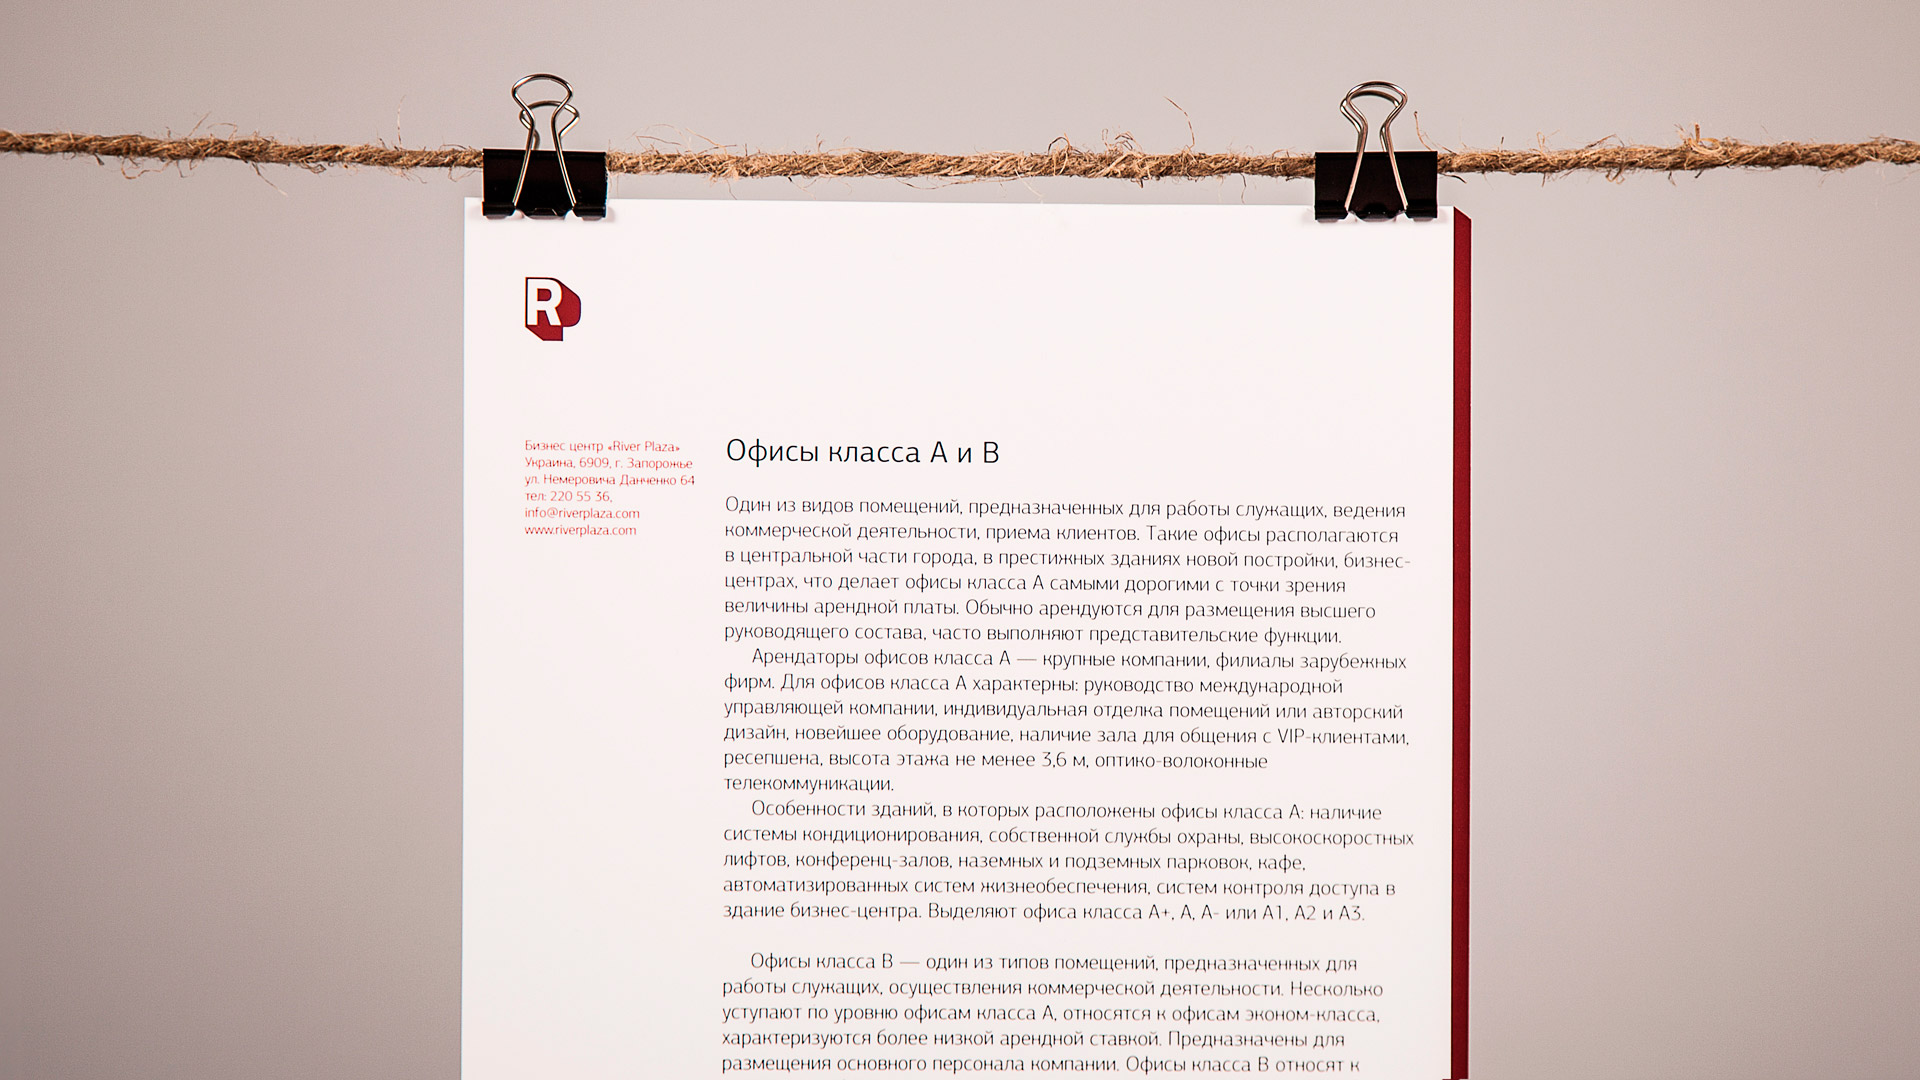 RP
Бизнес центр «River Plaza»
Украина, 6909, г. Запорожье
ул. Немеровича Данченко 64
тел: 220 55 36,
info@riverplaza.com
www.riverplaza.com
Офисы класса А и В
Один из видов помещений, предназначенных для работы служащих, ведения
коммерческой деятельности, приема клиентов. Такие офисы располагаются
в центральной части города, в престижных зданиях новой постройки, бизнес-
центрах, что делает офисы класса А самыми дорогими с точки зрения
величины арендной платы. Обычно арендуются для размещения высшего
руководящего состава, часто выполняют представительские функции.
Арендаторы офисов класса А — крупные компании, филиалы зарубежных
фирм. Для офисов класса А характерны: руководство международной
управляющей компании, индивидуальная отделка помещений или авторский
дизайн, новейшее оборудование, наличие зала для общения с VIP-клиентами,
ресепшена, высота этажа не менее 3,6 м, оптико-волоконные
телекоммуникации.
Особенности зданий, в которых расположены офисы класса А: наличие
системы кондиционирования, собственной службы охраны, высокоскоростных
лифтов, конференц-залов, наземных и подземных парковок, кафе,
автоматизированных систем жизнеобеспечения, систем контроля доступа в
здание бизнес-центра. Выделяют офиса класса А+, А, А- или А1, А2 и А3.
Офисы класса В — один из типов помещений, предназначенных для
работы служащих, осуществления коммерческой деятельности. Несколько
уступают по уровню офисам класса А, относятся к офисам эконом-класса,
характеризуются более низкой арендной ставкой. Предназначены для
размещения основного персонала компании. Офисы класса В относят к